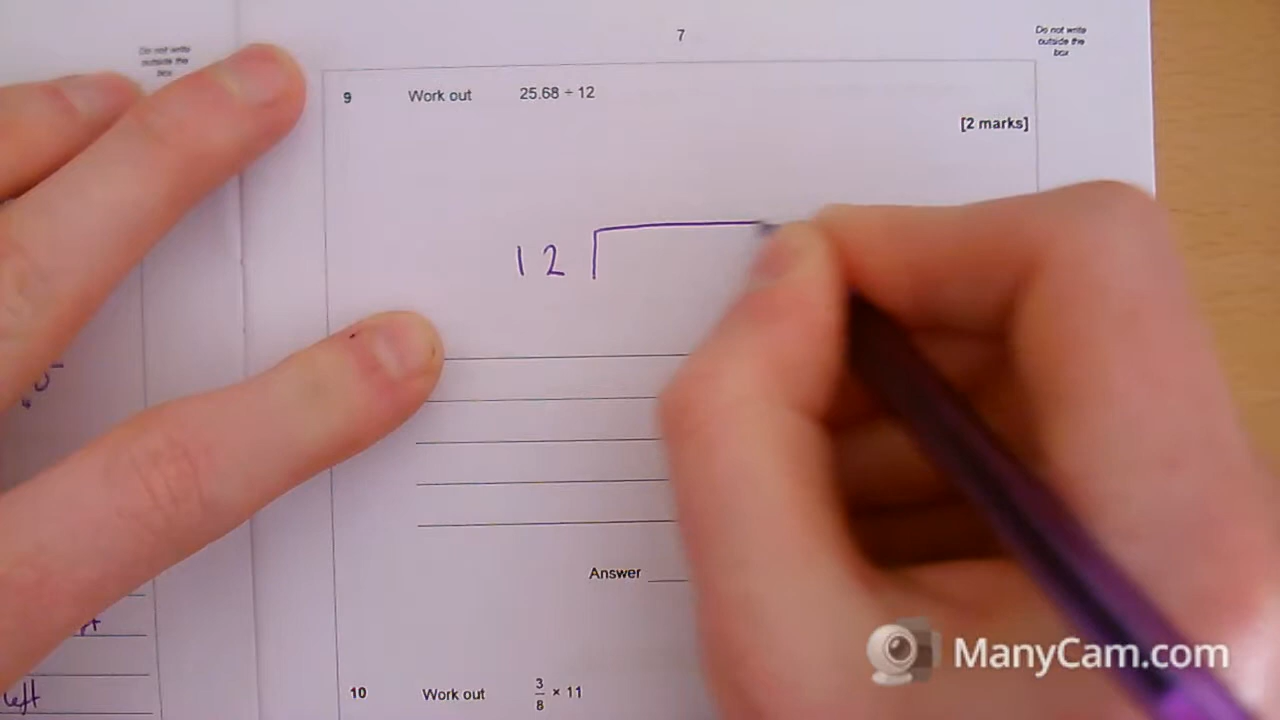 Do not write
outside the
box
7
Do not write
outside the
box
9 Work out 25.68 ÷ 12
[2 marks]
12
Answer
left
10 Work out 3/8 × 11
ManyCam.com